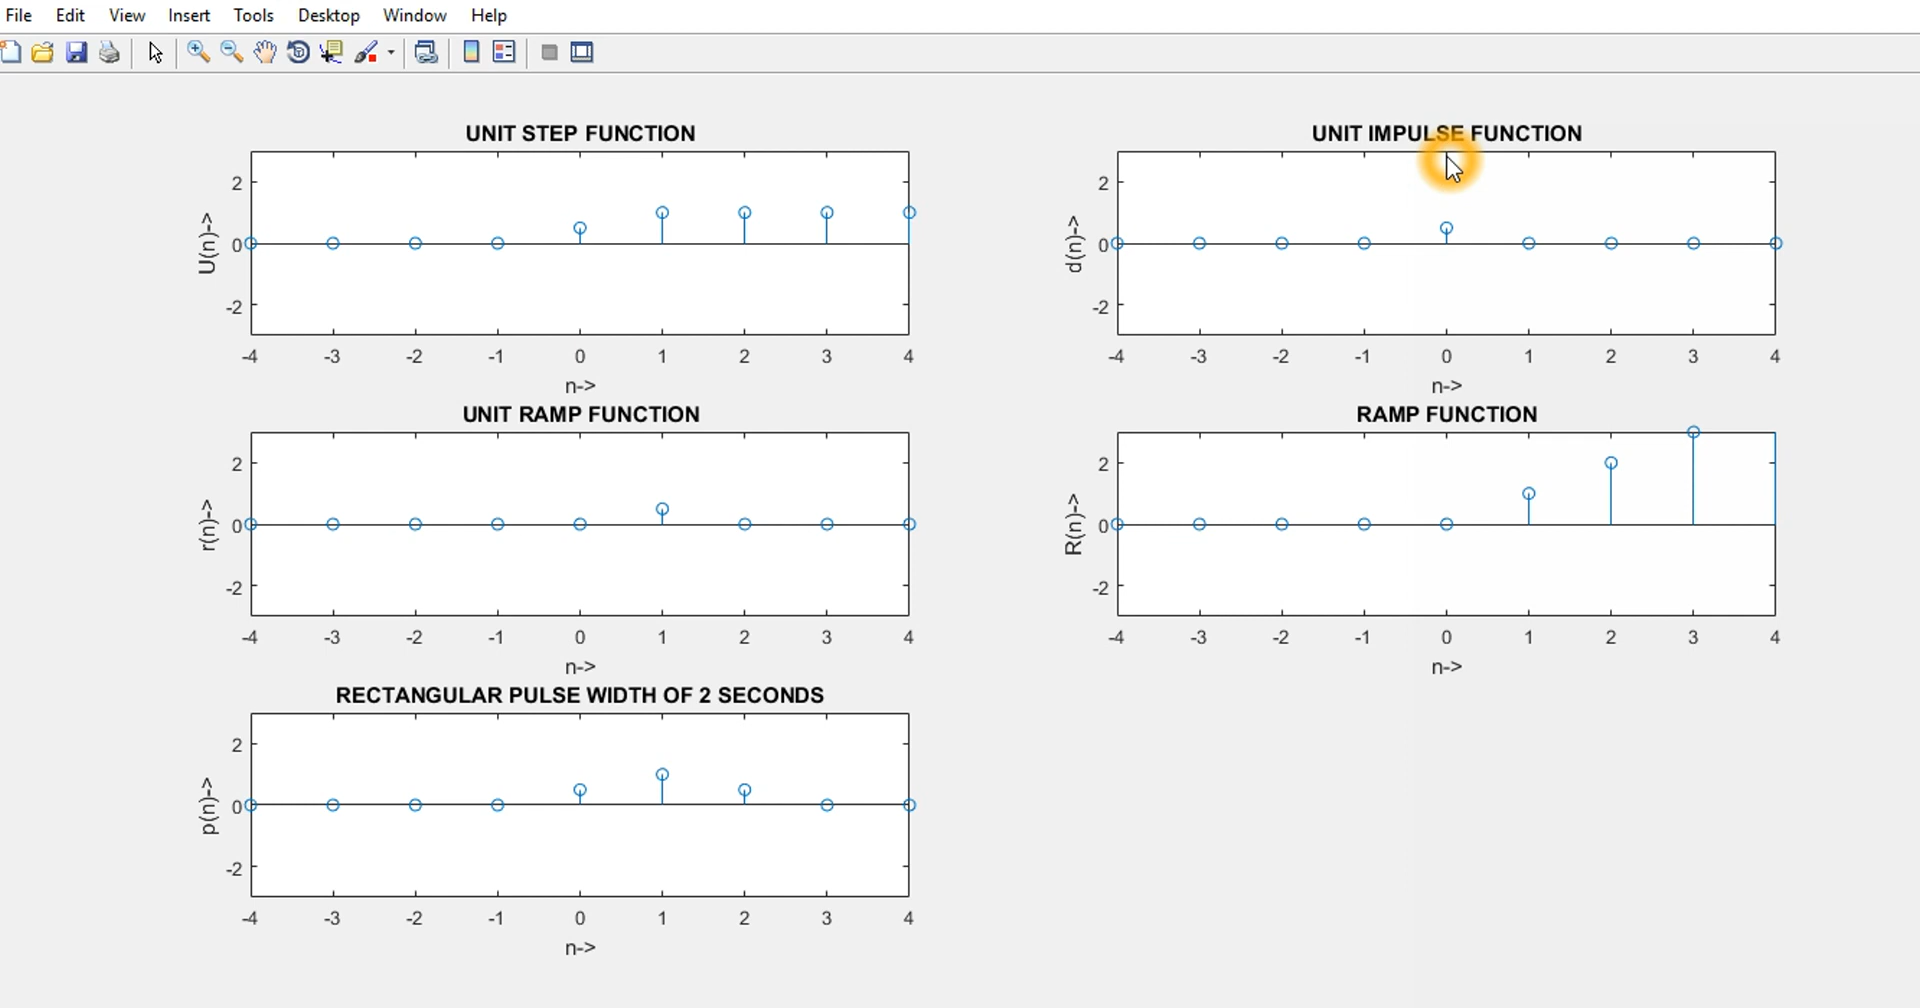 File Edit View Insert Tools Desktop Window Help
UNIT STEP FUNCTION
U(n)->
2
0
-2
-4 -3 -2 -1 0 1 2 3 4
n->
UNIT IMPULSE FUNCTION
d(n)->
2
0
-2
-4 -3 -2 -1 0 1 2 3 4
n->
UNIT RAMP FUNCTION
r(n)->
2
0
-2
-4 -3 -2 -1 0 1 2 3 4
n->
RAMP FUNCTION
R(n)->
2
0
-2
-4 -3 -2 -1 0 1 2 3 4
n->
RECTANGULAR PULSE WIDTH OF 2 SECONDS
p(n)->
2
0
-2
-4 -3 -2 -1 0 1 2 3 4
n->